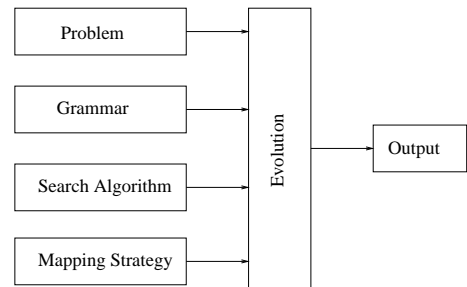 Problem
Grammar
Search Algorithm
Mapping Strategy
Evolution
Output